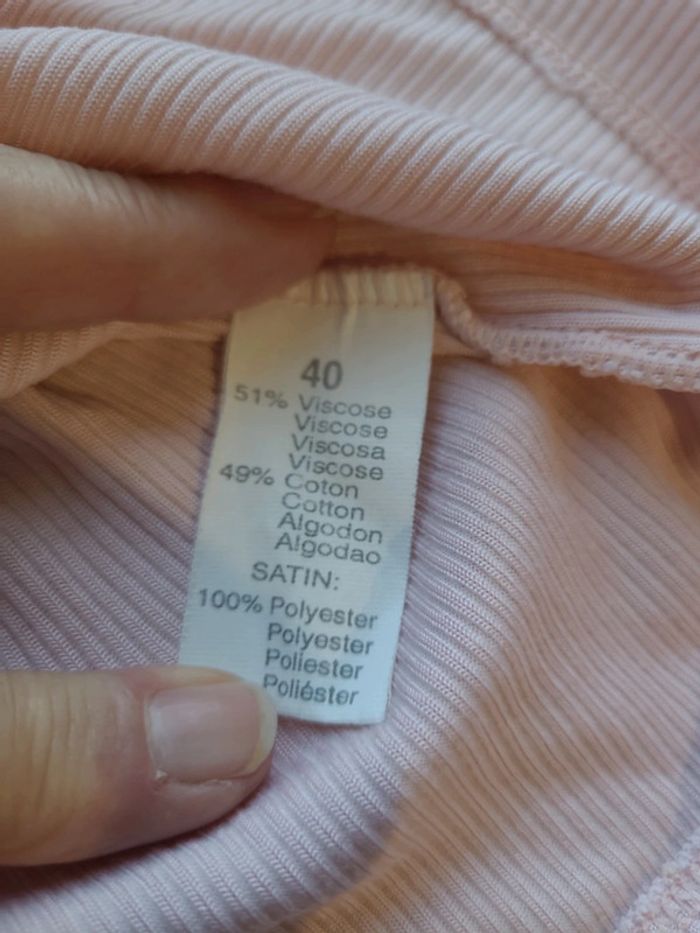 40
51% Viscose
Viscose
Viscosa
Viscose
49% Coton
Cotton
Algodon
Algodao
SATIN:
100% Polyester
Polyester
Poliester
Poliéster